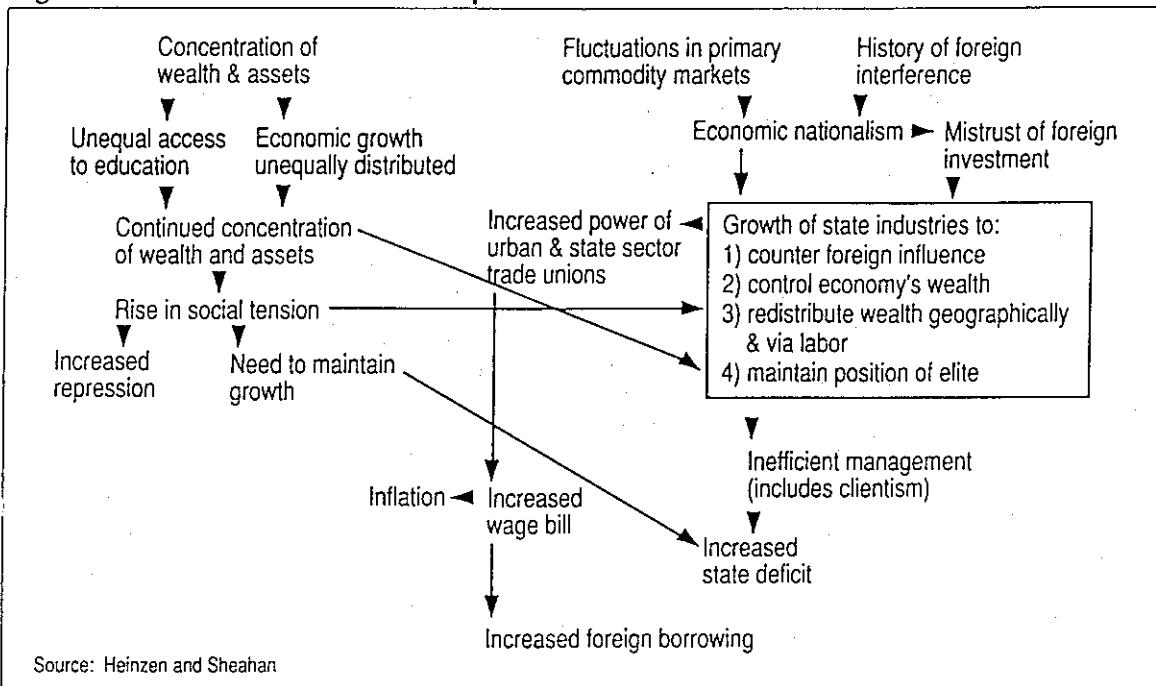 Concentration of
wealth & assets
Fluctuations in primary
commodity markets
History of foreign
interference
Unequal access
to education
Economic growth
unequally distributed
Economic nationalism
Mistrust of foreign
investment
Continued concentration
of wealth and assets
Increased power of
urban & state sector
trade unions
Growth of state industries to:
1) counter foreign influence
2) control economy's wealth
3) redistribute wealth geographically
& via labor
4) maintain position of elite
Rise in social tension
Increased
repression
Need to maintain
growth
Inefficient management
(includes clientism)
Inflation
Increased
wage bill
Increased
state deficit
Increased foreign borrowing
Source: Heinzen and Sheahan